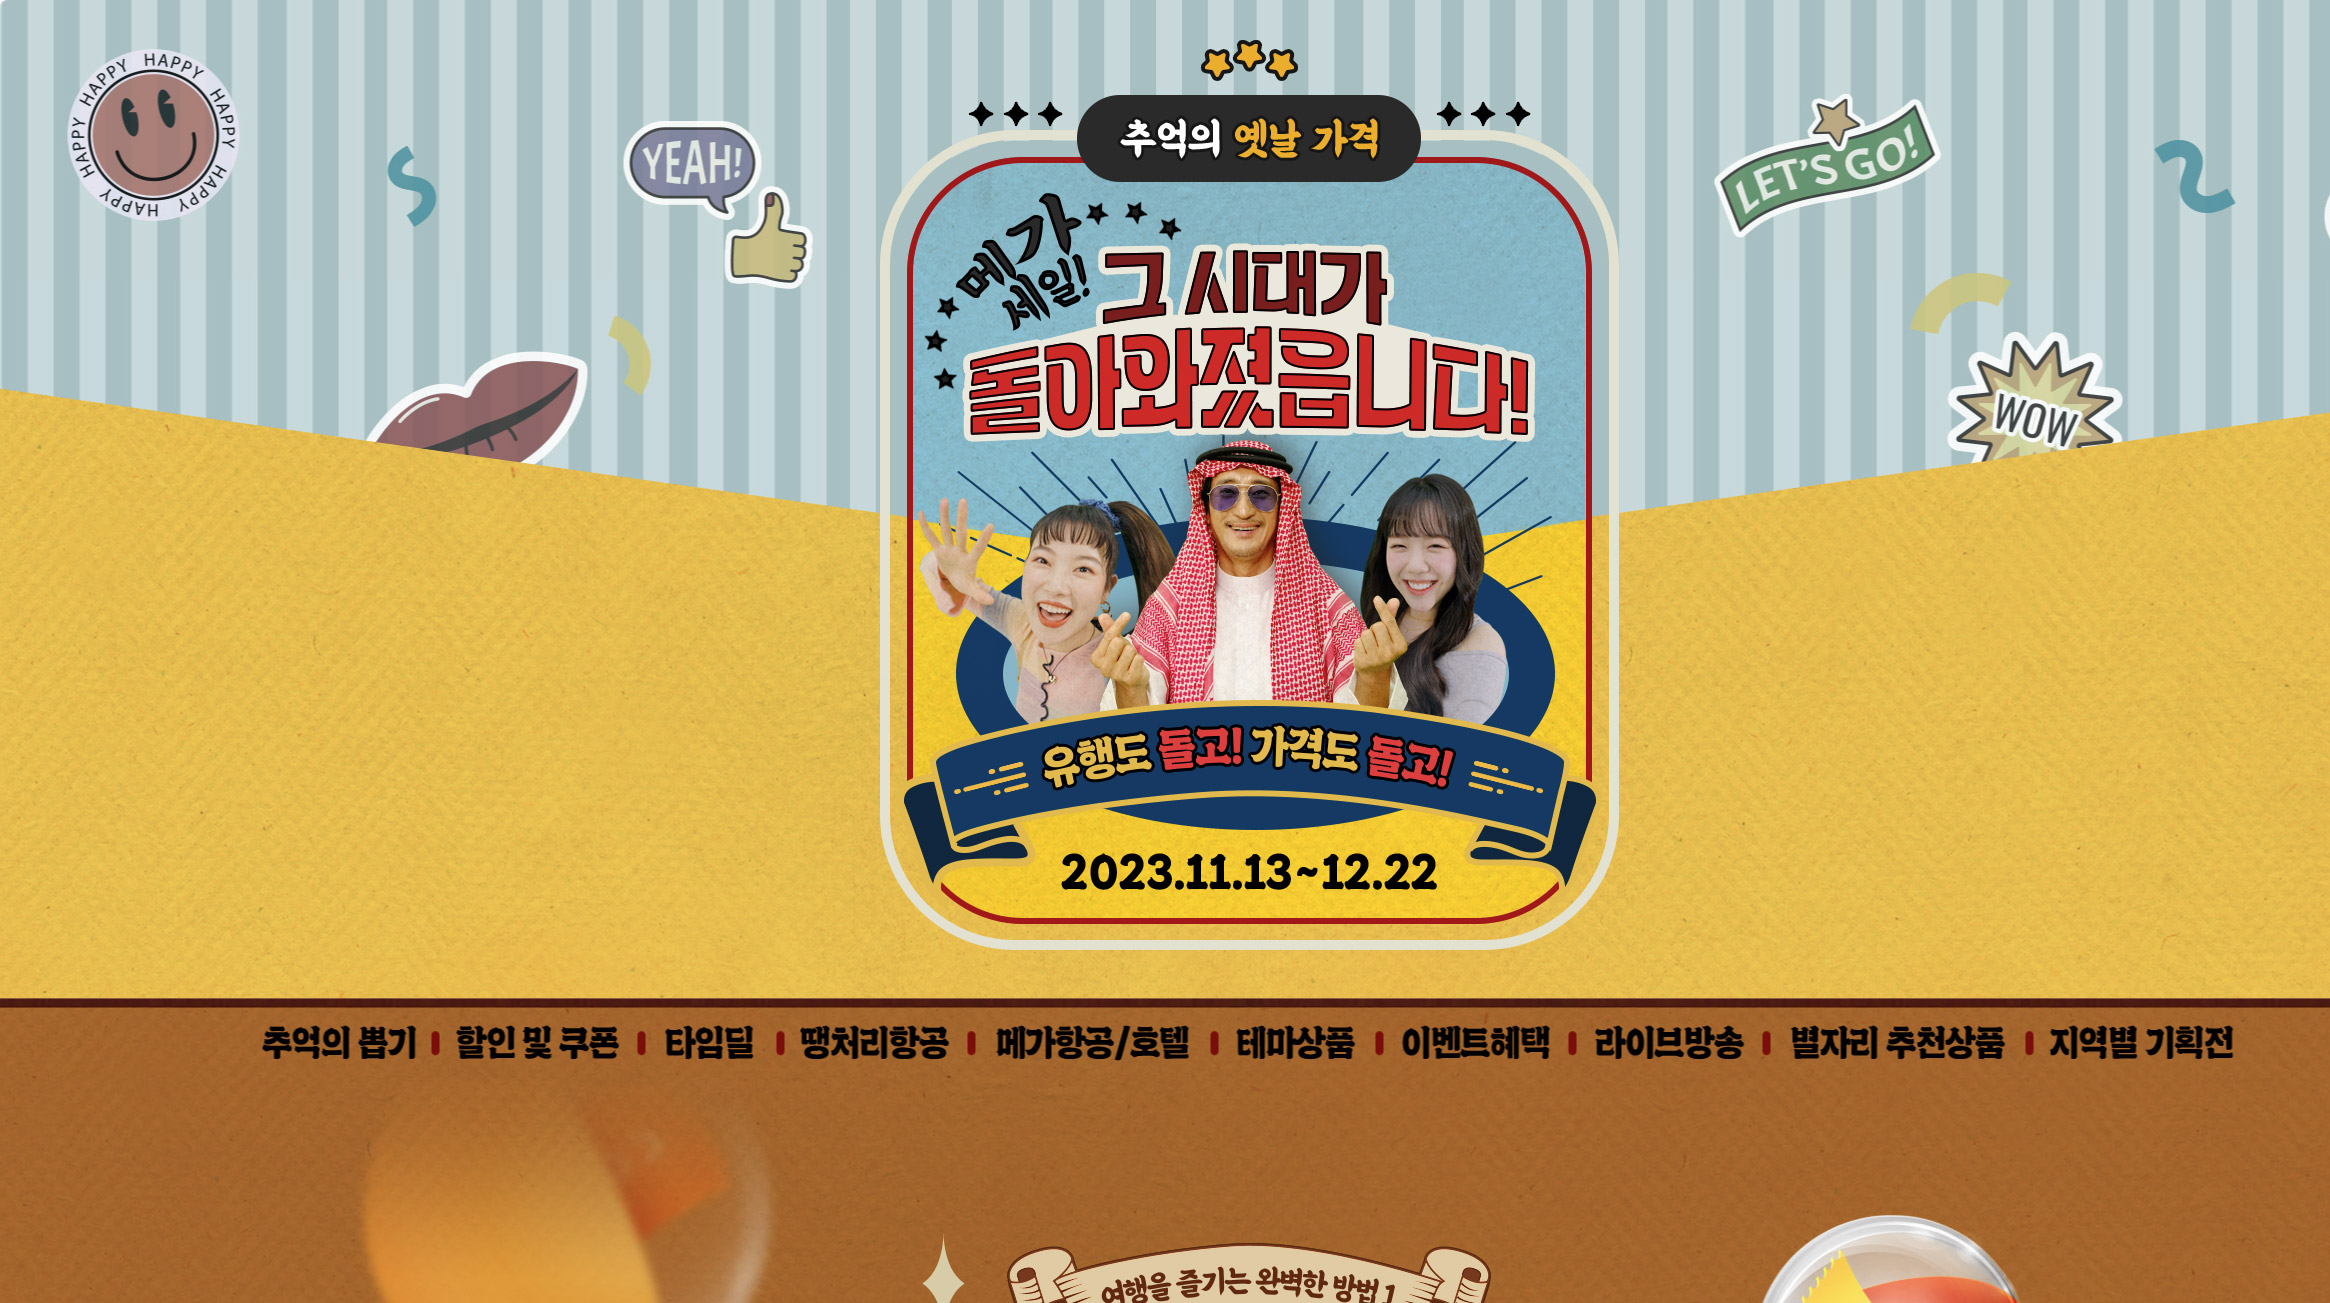 HAPPY HAPPY HAPPY HAPPY HAPPY HAPPY HAPPY
YEAH!
LET'S GO!
WOW
추억의 옛날 가격
메가
세일!
그 시대가
돌아와졌읍니다!
유행도 돌고! 가격도 돌고!
2023.11.13~12.22
추억의 뽑기 | 할인 및 쿠폰 | 타임딜 | 땡처리항공 | 메가항공/호텔 | 테마상품 | 이벤트혜택 | 라이브방송 | 별자리 추천상품 | 지역별 기획전
여행을 즐기는 완벽한 방법 1